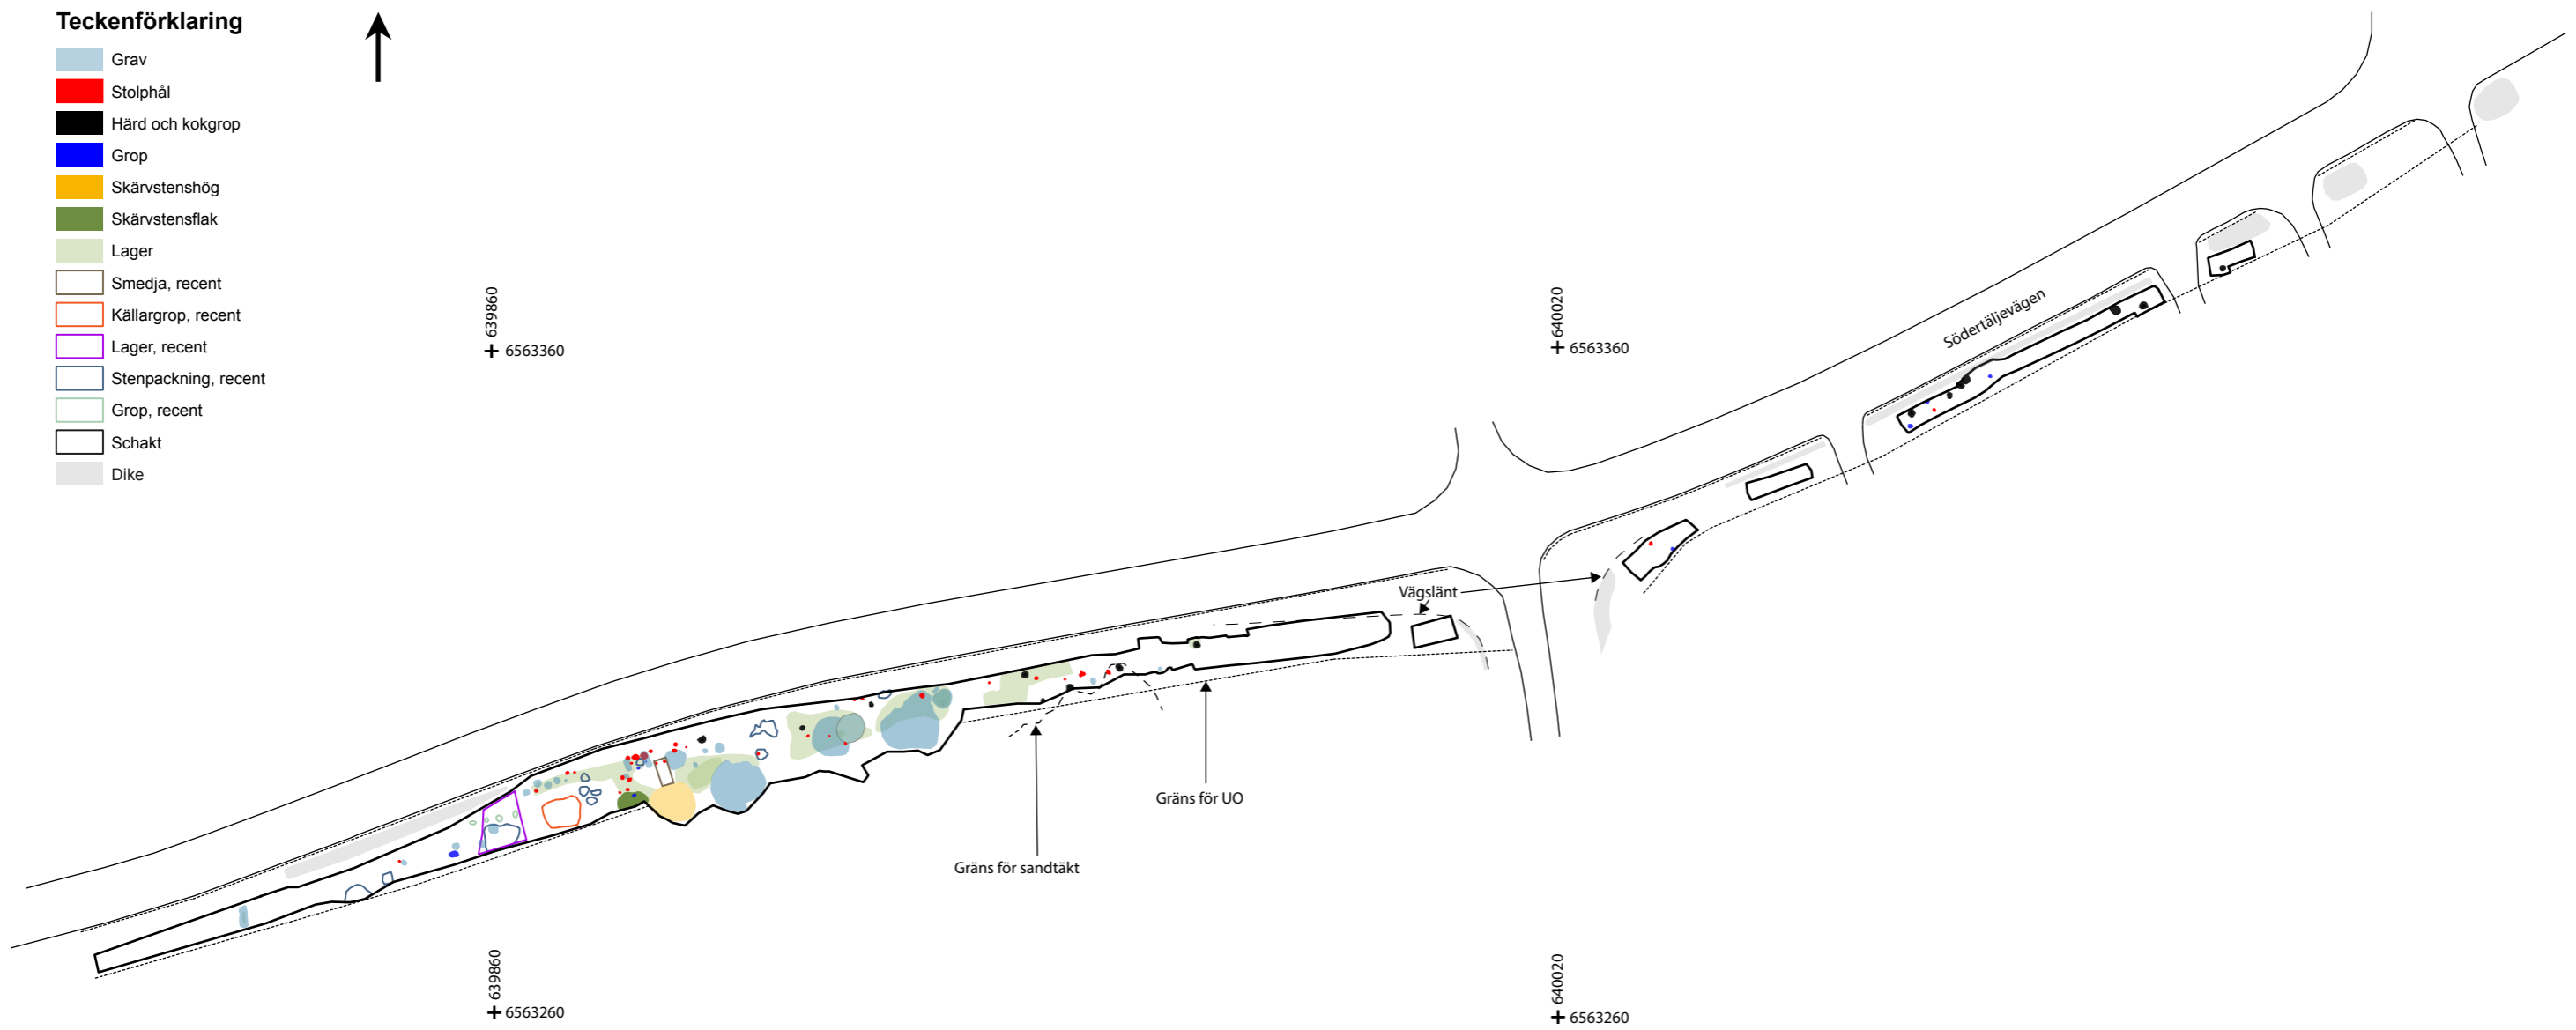 Teckenförklaring
Grav
Stolphål
Härd och kokgrop
Grop
Skärvstenshög
Skärvstensflak
Lager
Smedja, recent
Källargrop, recent
Lager, recent
Stenpackning, recent
Grop, recent
Schakt
Dike
639860
6563360
640020
6563360
Södertäljevägen
Vägslänt
Gräns för UO
Gräns för sandtäkt
639860
6563260
640020
6563260